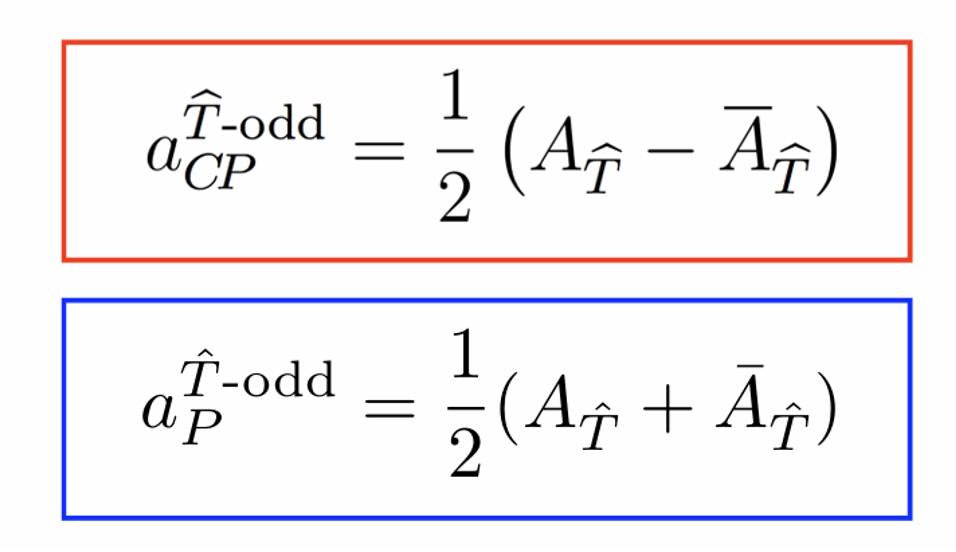 $a_{CP}^{\widehat{T}\text{-odd}} = \frac{1}{2}\left(A_{\widehat{T}} - \overline{A}_{\widehat{T}}\right)$
$a_{P}^{\hat{T}\text{-odd}} = \frac{1}{2}(A_{\hat{T}} + \bar{A}_{\hat{T}})$